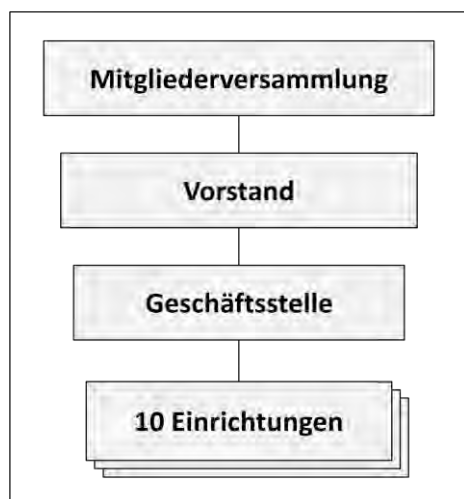 Mitgliederversammlung
Vorstand
Geschäftsstelle
10 Einrichtungen